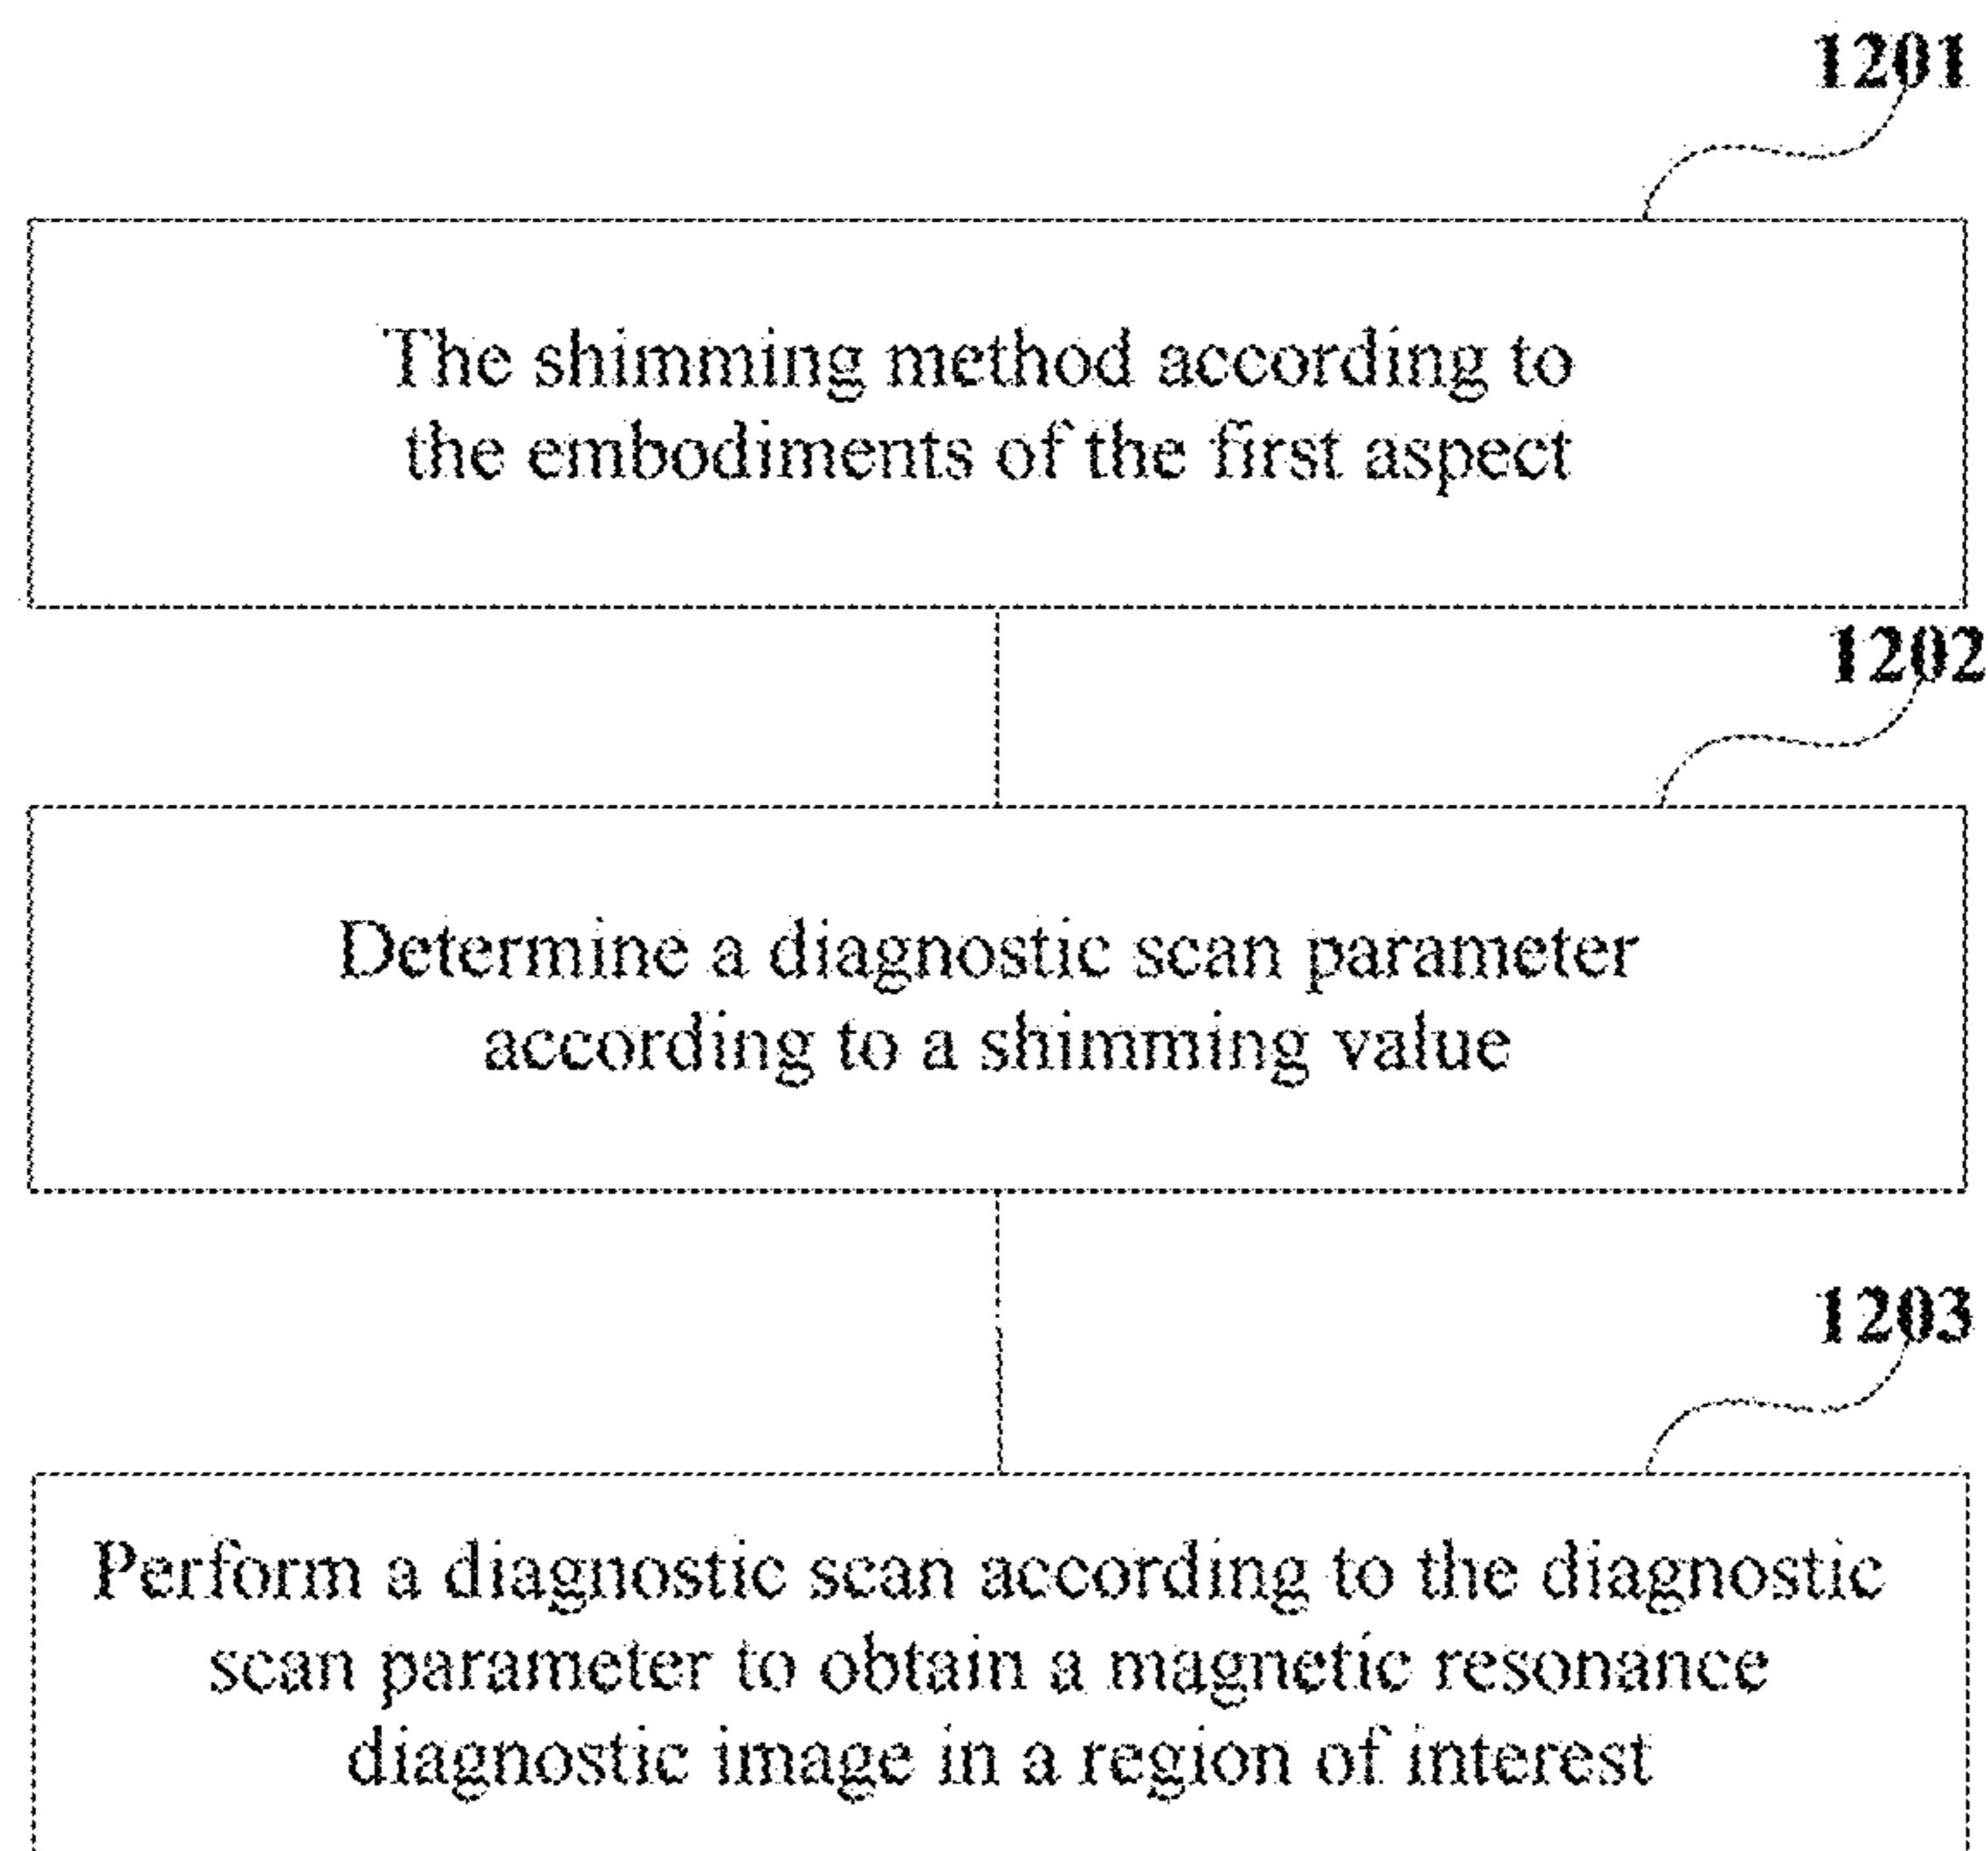 1201
The shimming method according to
the embodiments of the first aspect
1202
Determine a diagnostic scan parameter
according to a shimming value
1203
Perform a diagnostic scan according to the diagnostic
scan parameter to obtain a magnetic resonance
diagnostic image in a region of interest